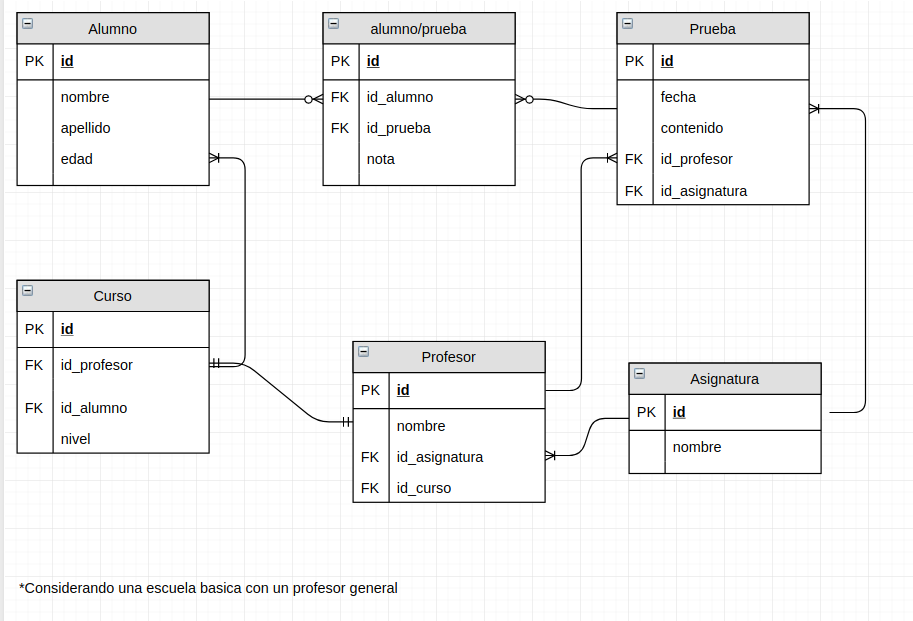 Alumno
PK id
nombre
apellido
edad
alumno/prueba
PK id
FK id_alumno
FK id_prueba
nota
Prueba
PK id
fecha
contenido
FK id_profesor
FK id_asignatura
Curso
PK id
FK id_profesor
FK id_alumno
nivel
Profesor
PK id
nombre
FK id_asignatura
FK id_curso
Asignatura
PK id
nombre
*Considerando una escuela basica con un profesor general